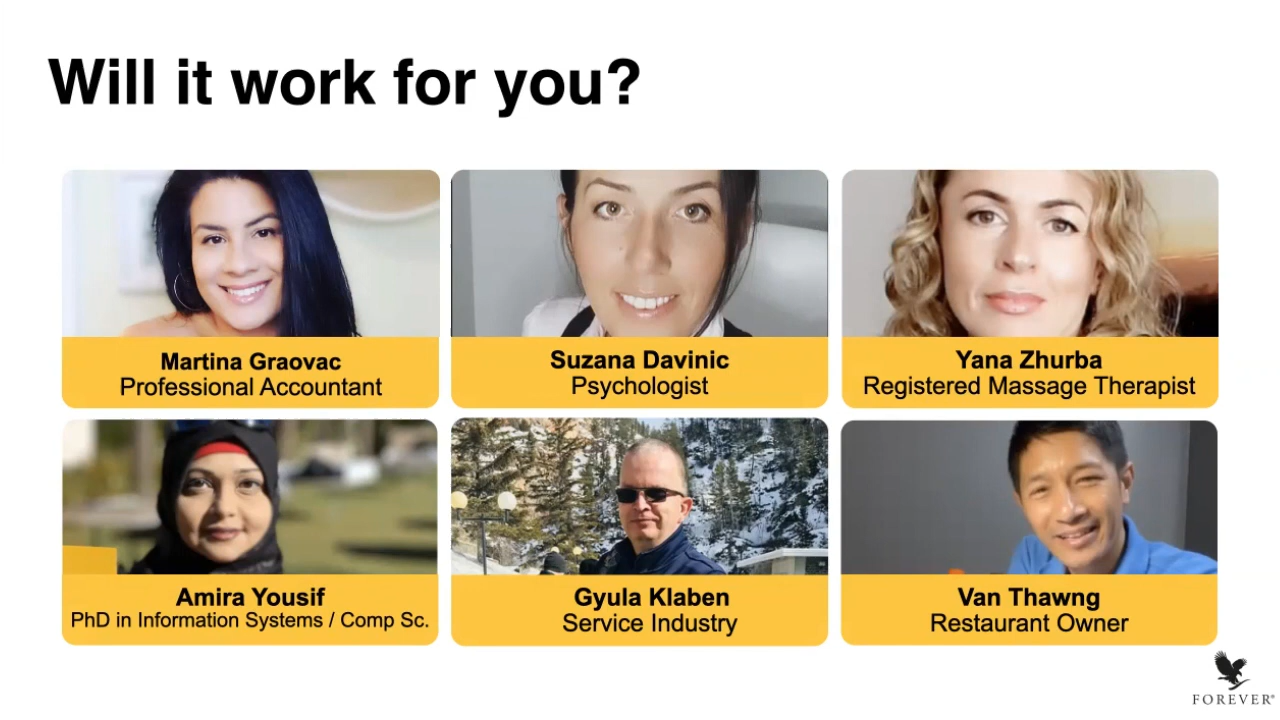 Will it work for you?
Martina Graovac
Professional Accountant
Suzana Davinic
Psychologist
Yana Zhurba
Registered Massage Therapist
Amira Yousif
PhD in Information Systems / Comp Sc.
Gyula Klaben
Service Industry
Van Thawng
Restaurant Owner
FOREVER®